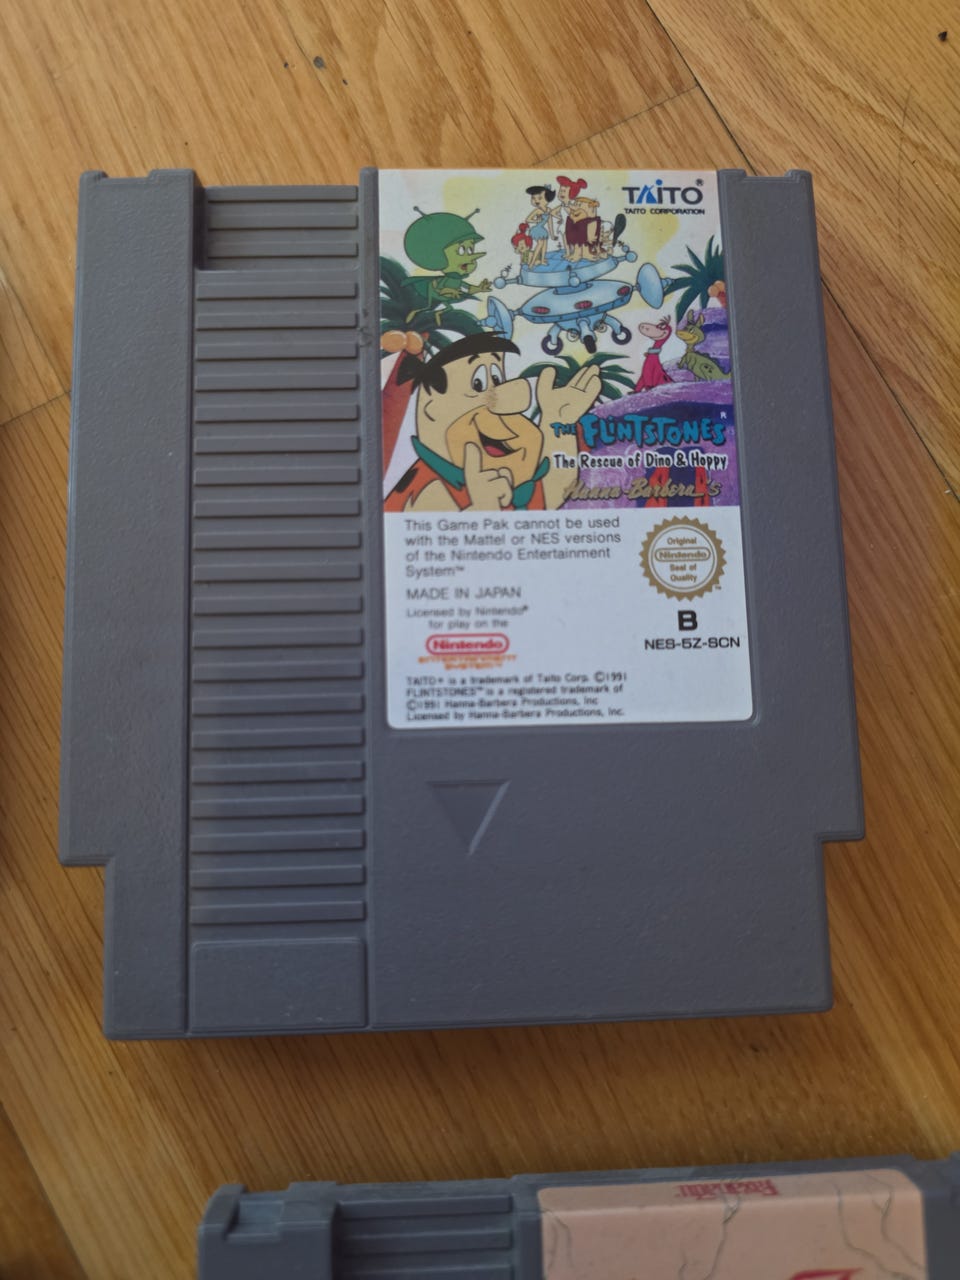 TAITO®
TAITO CORPORATION
THE FLINTSTONES®
The Rescue of Dino & Hoppy
Hanna-Barbera's
This Game Pak cannot be used
with the Mattel or NES versions
of the Nintendo Entertainment
System™
MADE IN JAPAN
Licensed by Nintendo®
for play on the
Nintendo
ENTERTAINMENT
SYSTEM™
Original
Nintendo
Seal of
Quality
TM
B
NES-5Z-SCN
TAITO® is a trademark of Taito Corp. ©1991
FLINTSTONES™ is a registered trademark of
©1991 Hanna-Barbera Productions, Inc
Licensed by Hanna-Barbera Productions, Inc.